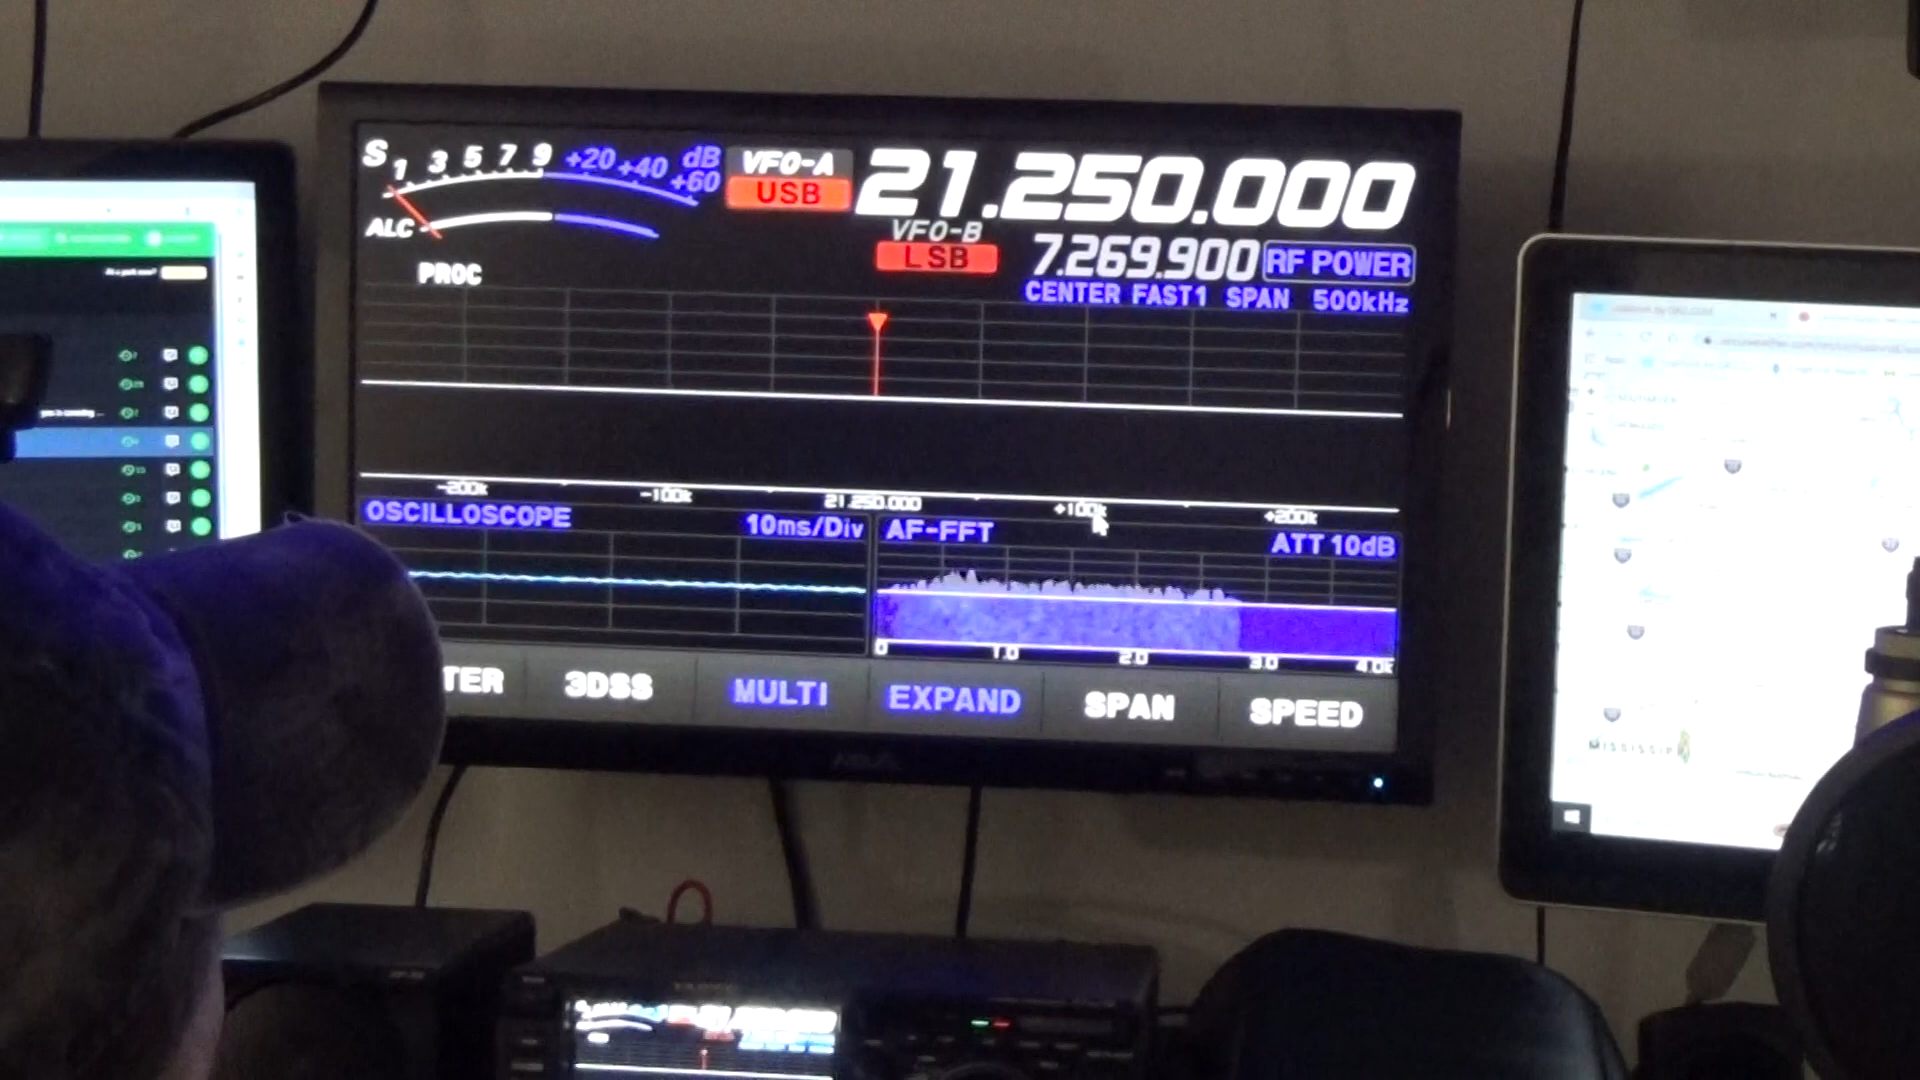 S 1 3 5 7 9 +20 +40 +60 dB
VFO-A
USB
21.250.000
ALC
VFO-B
LSB
7.269.900
RF POWER
PROC
CENTER FAST1 SPAN 500kHz
-200k -100k 21.250.000 +100k +200k
OSCILLOSCOPE 10ms/Div
AF-FFT ATT 10dB
0 1.0 2.0 3.0 4.0k
TER 3DSS MULTI EXPAND SPAN SPEED
MISSISSIP